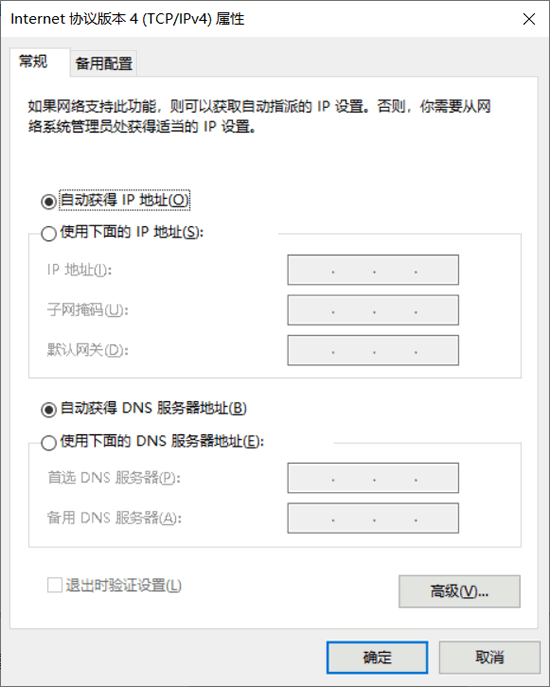 Internet 协议版本 4 (TCP/IPv4) 属性
常规
备用配置
如果网络支持此功能，则可以获取自动指派的 IP 设置。否则，你需要从网
络系统管理员处获得适当的 IP 设置。
自动获得 IP 地址(O)
使用下面的 IP 地址(S):
IP 地址(I):
子网掩码(U):
默认网关(D):
自动获得 DNS 服务器地址(B)
使用下面的 DNS 服务器地址(E):
首选 DNS 服务器(P):
备用 DNS 服务器(A):
退出时验证设置(L)
高级(V)...
确定
取消